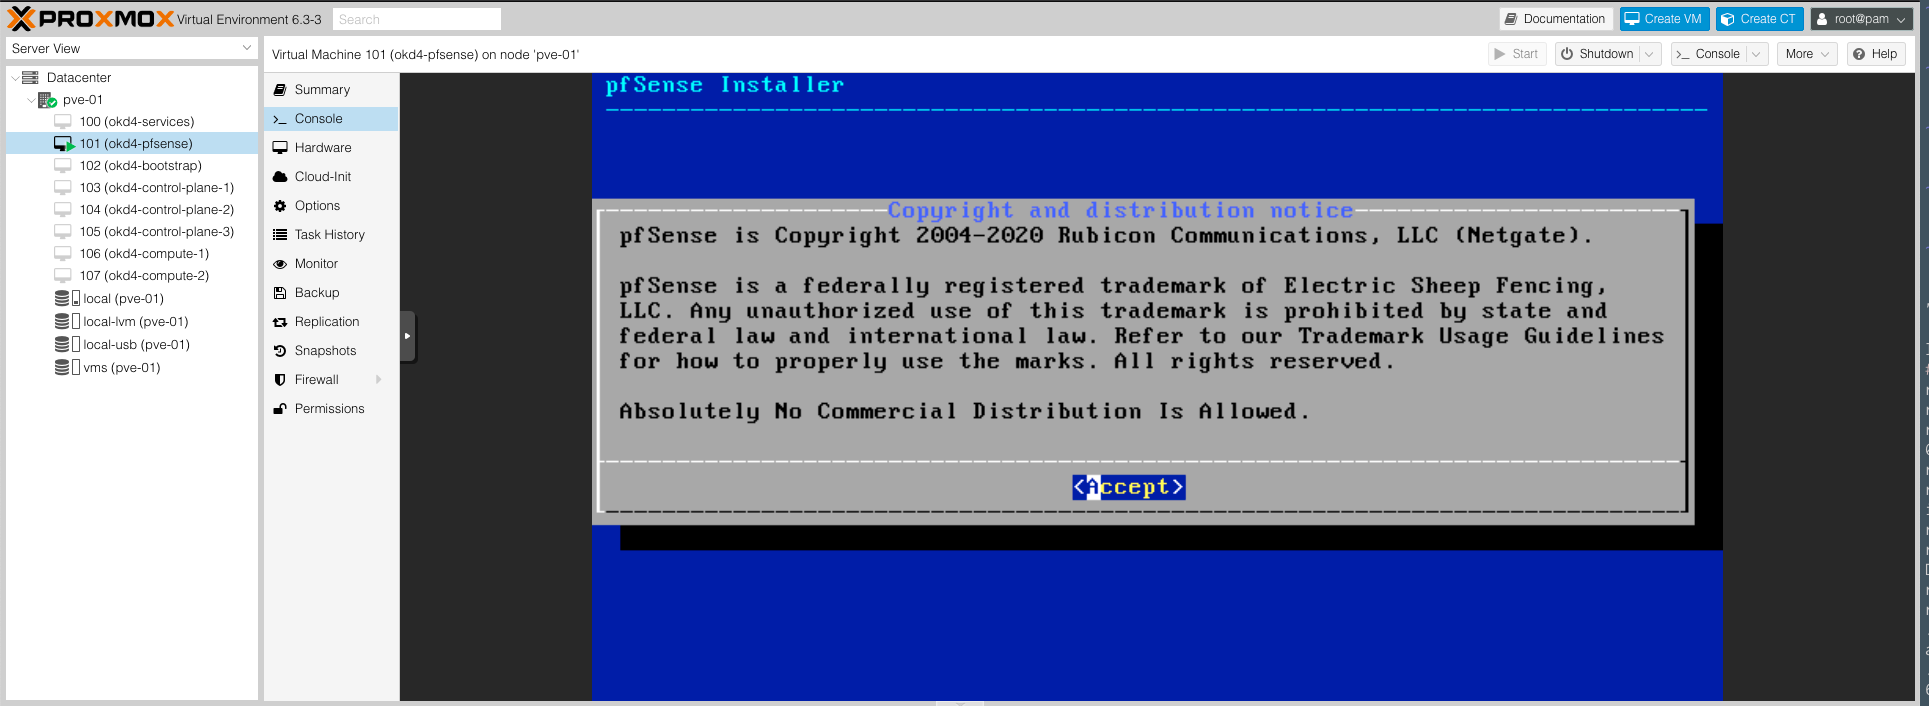 PROXMOX Virtual Environment 6.3-3 Search Documentation Create VM Create CT root@pam
Server View
Virtual Machine 101 (okd4-pfsense) on node 'pve-01' Start Shutdown >_ Console More Help
Datacenter
pve-01
100 (okd4-services)
101 (okd4-pfsense)
102 (okd4-bootstrap)
103 (okd4-control-plane-1)
104 (okd4-control-plane-2)
105 (okd4-control-plane-3)
106 (okd4-compute-1)
107 (okd4-compute-2)
local (pve-01)
local-lvm (pve-01)
local-usb (pve-01)
vms (pve-01)
Summary
>_ Console
Hardware
Cloud-Init
Options
Task History
Monitor
Backup
Replication
Snapshots
Firewall
Permissions
pfSense Installer
Copyright and distribution notice
pfSense is Copyright 2004-2020 Rubicon Communications, LLC (Netgate).
pfSense is a federally registered trademark of Electric Sheep Fencing,
LLC. Any unauthorized use of this trademark is prohibited by state and
federal law and international law. Refer to our Trademark Usage Guidelines
for how to properly use the marks. All rights reserved.
Absolutely No Commercial Distribution Is Allowed.
<Accept>